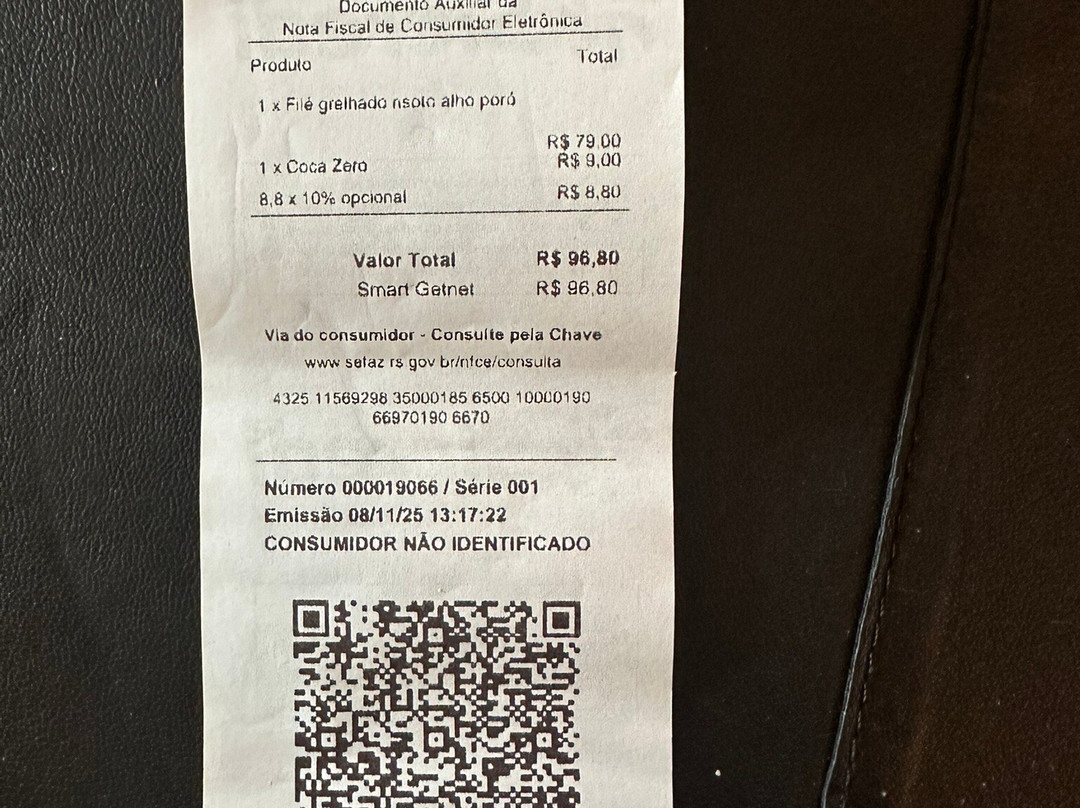 Documento Auxiliar da
Nota Fiscal de Consumidor Eletrônica
Produto Total
1 x Filé grelhado risoto alho poró
R$ 79,00
1 x Coca Zero R$ 9,00
8,8 x 10% opcional R$ 8,80
Valor Total R$ 96,80
Smart Getnet R$ 96,80
Via do consumidor - Consulte pela Chave
www sefaz rs gov br/nfce/consulta
4325 11569298 35000185 6500 10000190
66970190 6670
Número 000019066 / Série 001
Emissão 08/11/25 13:17:22
CONSUMIDOR NÃO IDENTIFICADO